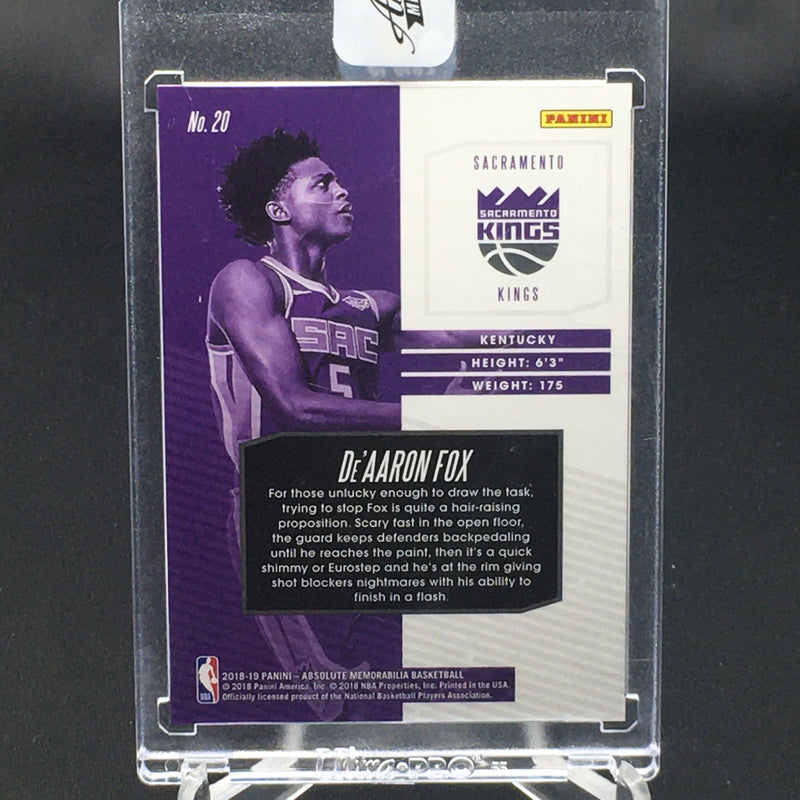 No. 20
PANINI
SACRAMENTO
SACRAMENTO
KINGS
KINGS
KENTUCKY
HEIGHT: 6'3"
WEIGHT: 175
SAC
5
DE'AARON FOX
For those unlucky enough to draw the task,
trying to stop Fox is quite a hair-raising
proposition. Scary fast in the open floor,
the guard keeps defenders backpedaling
until he reaches the paint, then it's a quick
shimmy or Eurostep and he's at the rim giving
shot blockers nightmares with his ability to
finish in a flash.
NBA
2018-19 PANINI – ABSOLUTE MEMORABILIA BASKETBALL
© 2018 Panini America, Inc. © 2018 NBA Properties, Inc. Printed in the USA.
Officially licensed product of the National Basketball Players Association.
PRO